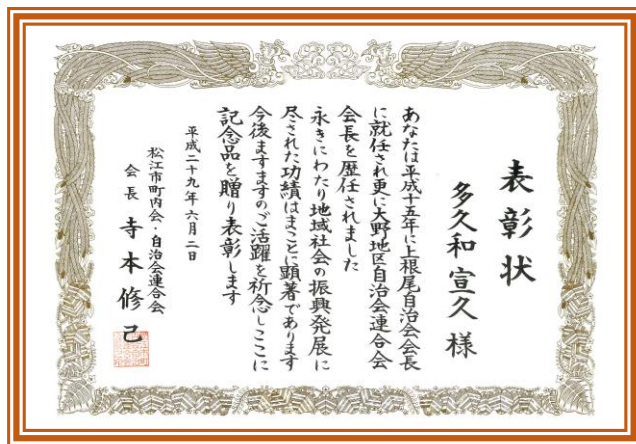 表彰状
多久和宣久様
あなたは平成十五年に上根尾自治会会長
に就任され更に大野地区自治会連合会
会長を歴任されました
永きにわたり地域社会の振興発展に
尽された功績はまことに顕著であります
今後ますますのご活躍を祈念しここに
記念品を贈り表彰します
平成二十九年六月二日
松江市町内会・自治会連合会
会長 寺本修己